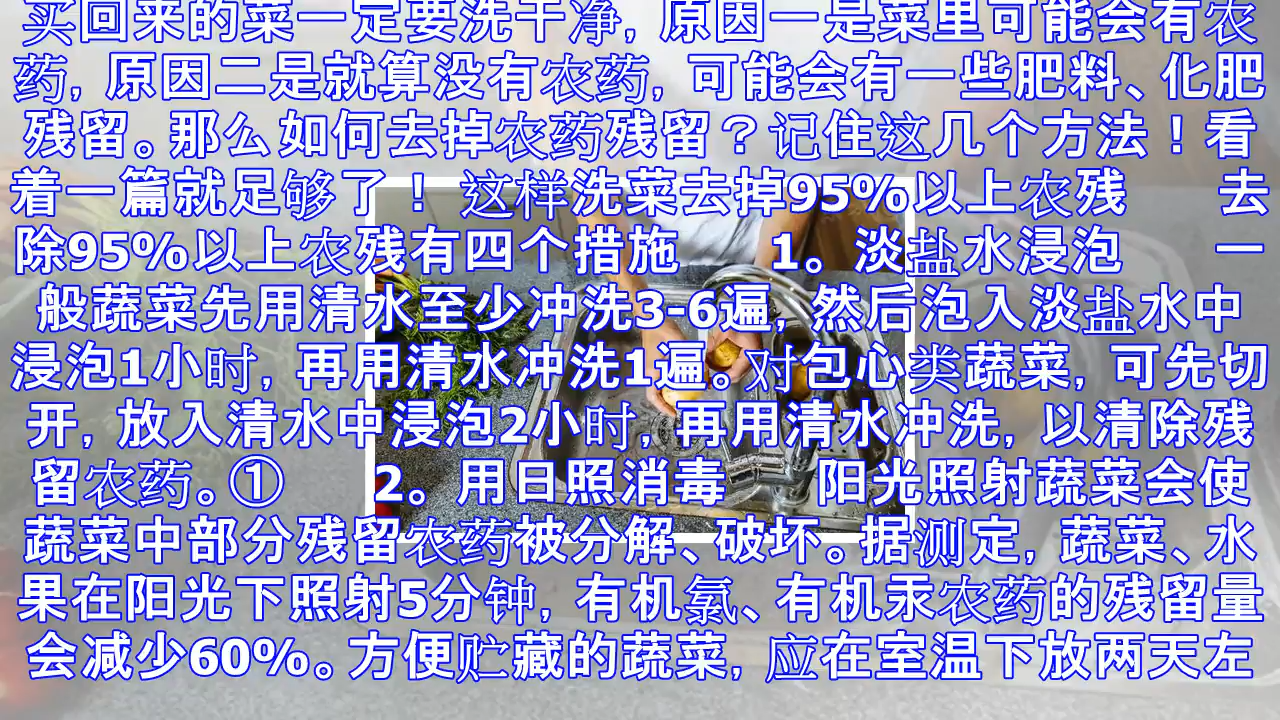 买回来的菜一定要洗干净, 原因一是菜里可能会有农
药, 原因二是就算没有农药, 可能会有一些肥料、化肥
残留。那么如何去掉农药残留？记住这几个方法！看
着一篇就足够了！ 这样洗菜去掉95%以上农残 去
除95%以上农残有四个措施 1。淡盐水浸泡 一
般蔬菜先用清水至少冲洗3-6遍, 然后泡入淡盐水中
浸泡1小时, 再用清水冲洗1遍。对包心类蔬菜, 可先切
开, 放入清水中浸泡2小时, 再用清水冲洗, 以清除残
留农药。① 2。用日照消毒 阳光照射蔬菜会使
蔬菜中部分残留农药被分解、破坏。据测定, 蔬菜、水
果在阳光下照射5分钟, 有机氯、有机汞农药的残留量
会减少60%。方便贮藏的蔬菜, 应在室温下放两天左